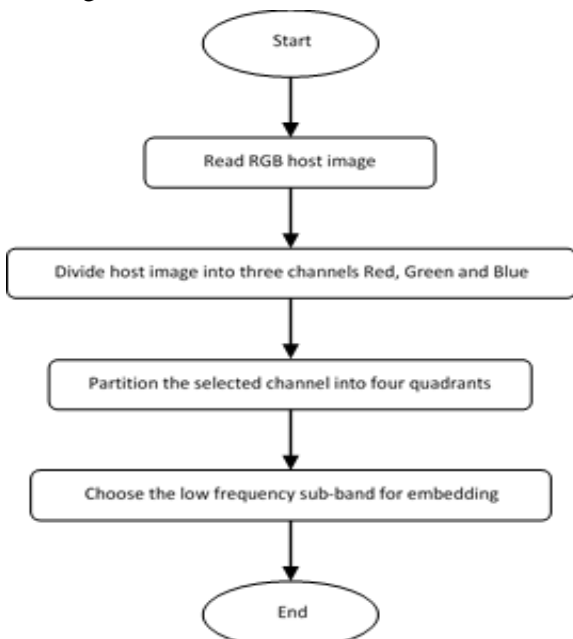 Start
Read RGB host image
Divide host image into three channels Red, Green and Blue
Partition the selected channel into four quadrants
Choose the low frequency sub-band for embedding
End